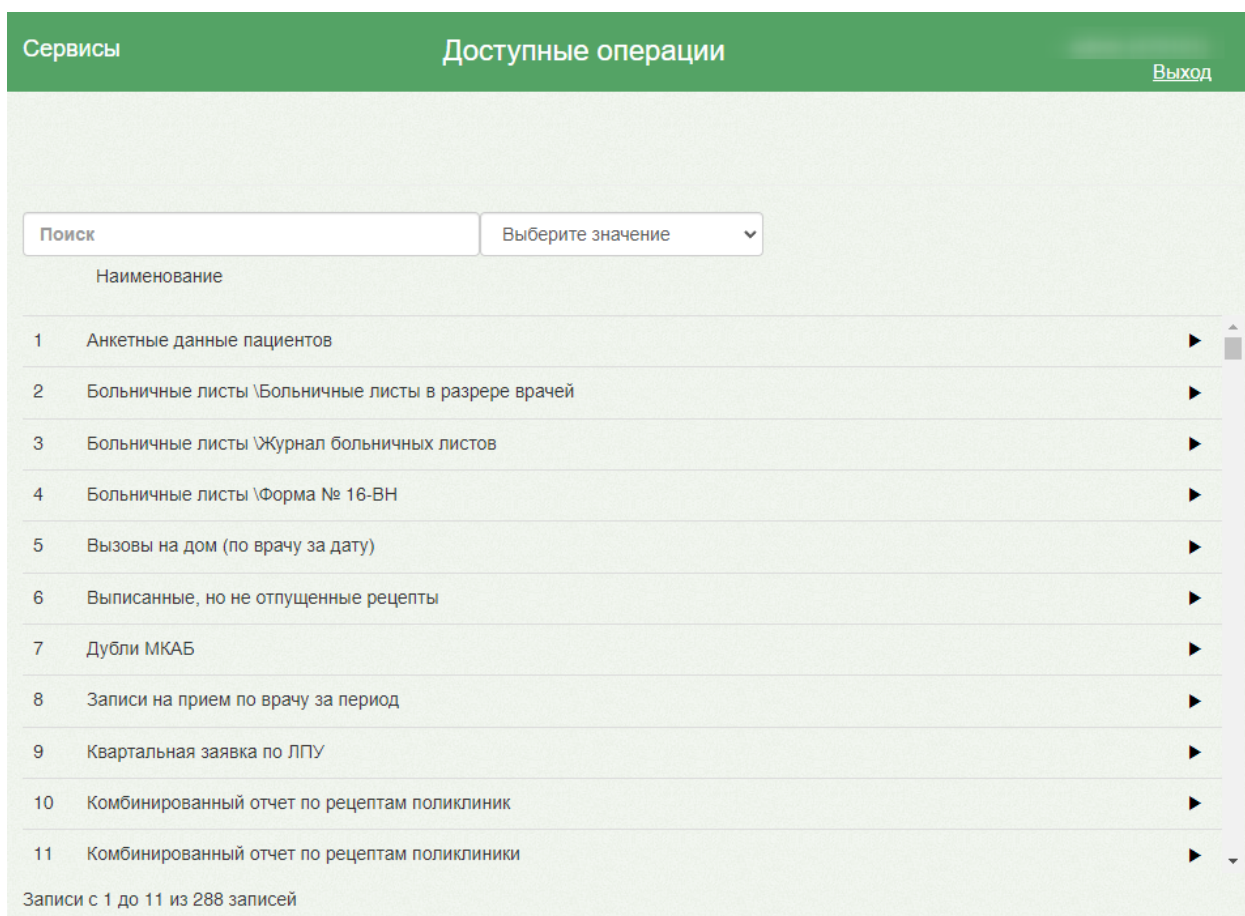 Сервисы
Доступные операции
Выход
Поиск
Выберите значение
Наименование
1 Анкетные данные пациентов
2 Больничные листы \Больничные листы в разрере врачей
3 Больничные листы \Журнал больничных листов
4 Больничные листы \Форма № 16-ВН
5 Вызовы на дом (по врачу за дату)
6 Выписанные, но не отпущенные рецепты
7 Дубли МКАБ
8 Записи на прием по врачу за период
9 Квартальная заявка по ЛПУ
10 Комбинированный отчет по рецептам поликлиник
11 Комбинированный отчет по рецептам поликлиники
Записи с 1 до 11 из 288 записей